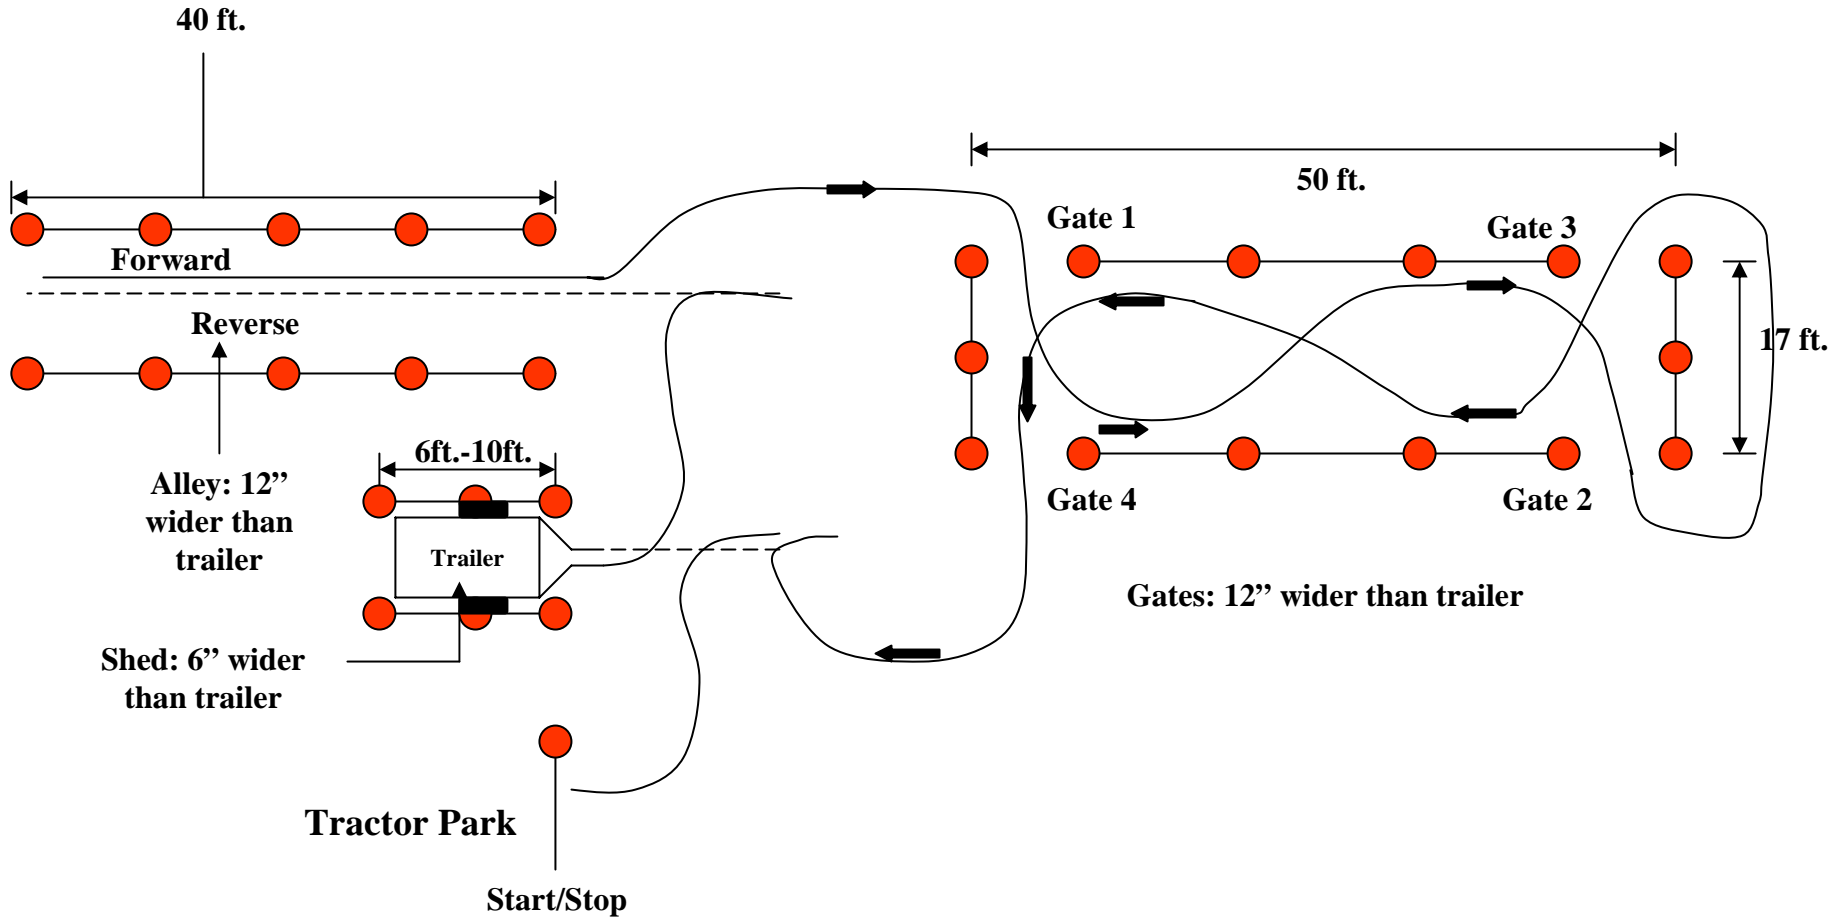 40 ft.
50 ft.
Gate 1
Gate 3
Forward
Reverse
17 ft.
6ft.-10ft.
Alley: 12”
wider than
trailer
Gate 4
Gate 2
Trailer
Gates: 12” wider than trailer
Shed: 6” wider
than trailer
Tractor Park
Start/Stop